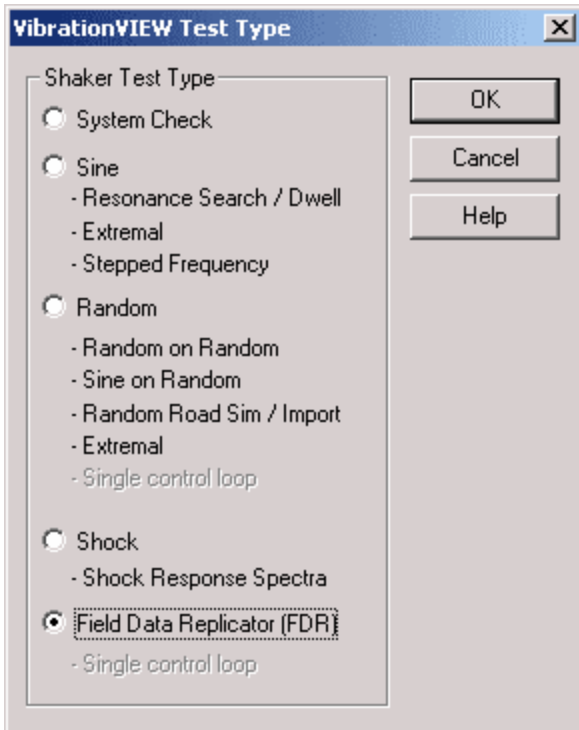 VibrationVIEW Test Type
Shaker Test Type
System Check
Sine
- Resonance Search / Dwell
- Extremal
- Stepped Frequency
Random
- Random on Random
- Sine on Random
- Random Road Sim / Import
- Extremal
- Single control loop
Shock
- Shock Response Spectra
Field Data Replicator (FDR)
- Single control loop
OK
Cancel
Help